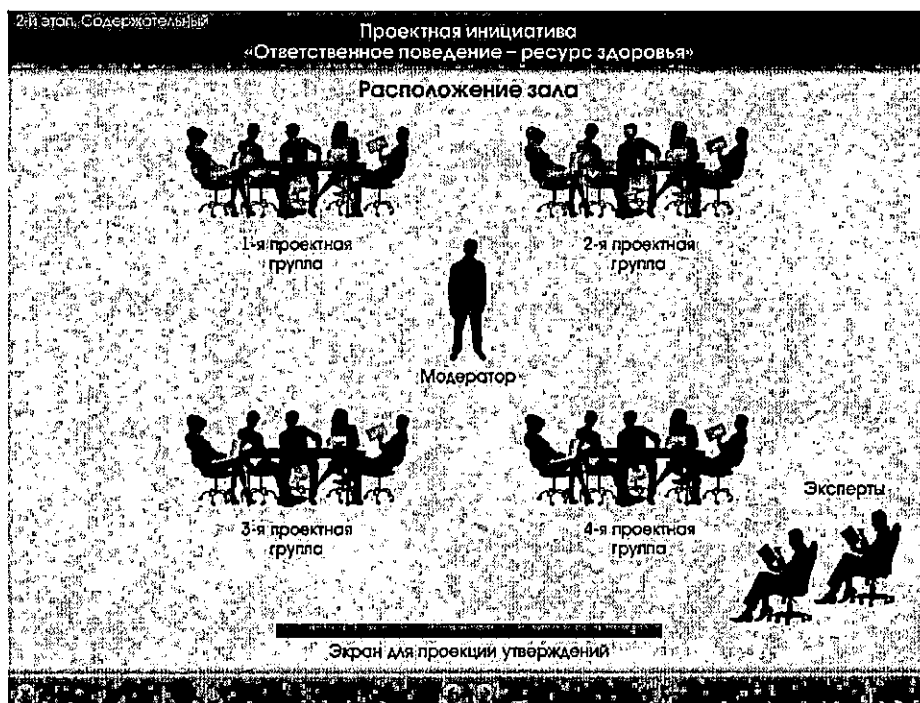 2-й этап. Содержательный
Проектная инициатива
«Ответственное поведение – ресурс здоровья»
Расположение зала
1-я проектная
группа
2-я проектная
группа
Модератор
3-я проектная
группа
4-я проектная
группа
Эксперты
Экран для проекции утверждений